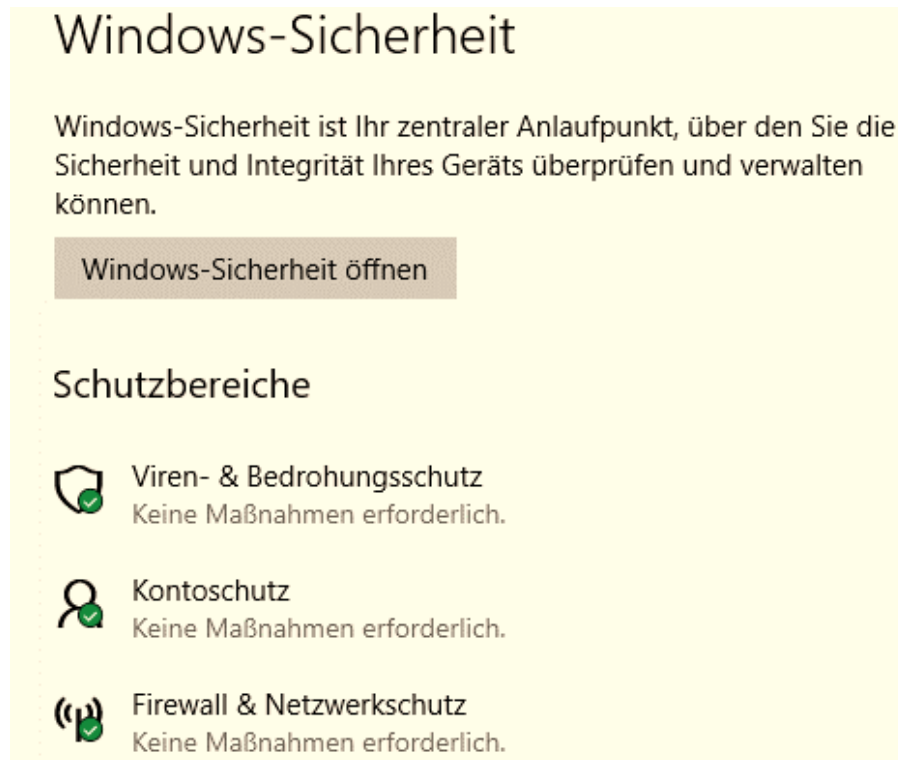 Windows-Sicherheit
Windows-Sicherheit ist Ihr zentraler Anlaufpunkt, über den Sie die
Sicherheit und Integrität Ihres Geräts überprüfen und verwalten
können.
Windows-Sicherheit öffnen
Schutzbereiche
Viren- & Bedrohungsschutz
Keine Maßnahmen erforderlich.
Kontoschutz
Keine Maßnahmen erforderlich.
Firewall & Netzwerkschutz
Keine Maßnahmen erforderlich.